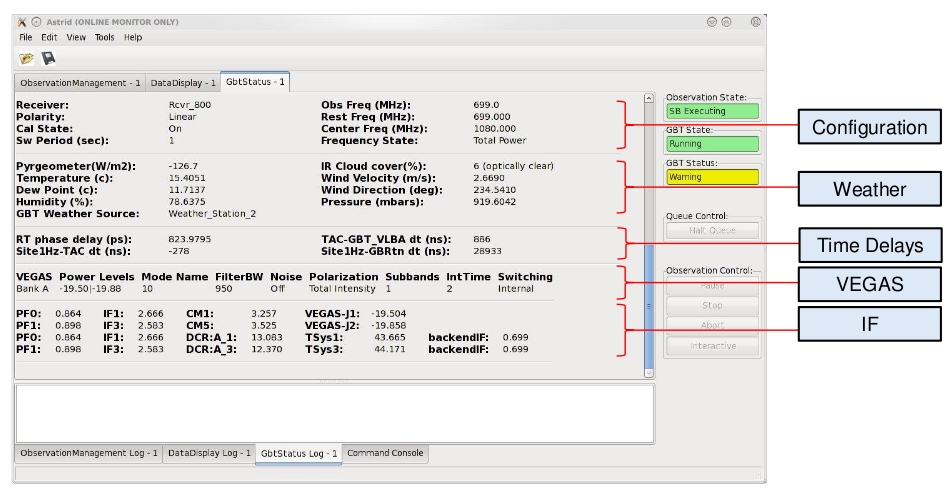 Astrid (ONLINE MONITOR ONLY)
File Edit View Tools Help
ObservationManagement - 1 DataDisplay - 1 GbtStatus - 1
Receiver: Rcvr_800 Obs Freq (MHz): 699.0
Polarity: Linear Rest Freq (MHz): 699.000
Cal State: On Center Freq (MHz): 1080.000
Sw Period (sec): 1 Frequency State: Total Power
Pyrgeometer(W/m2): -126.7 IR Cloud cover(%): 6 (optically clear)
Temperature (c): 15.4051 Wind Velocity (m/s): 2.6690
Dew Point (c): 11.7137 Wind Direction (deg): 234.5410
Humidity (%): 78.6375 Pressure (mbars): 919.6042
GBT Weather Source: Weather_Station_2
RT phase delay (ps): 823.9795 TAC-GBT_VLBA dt (ns): 886
Site1Hz-TAC dt (ns): -278 Site1Hz-GBRtn dt (ns): 28933
VEGAS Power Levels Mode Name FilterBW Noise Polarization Subbands IntTime Switching
Bank A -19.50|-19.88 10 950 Off Total Intensity 1 2 Internal
PF0: 0.864 IF1: 2.666 CM1: 3.257 VEGAS-J1: -19.504
PF1: 0.898 IF3: 2.583 CM5: 3.525 VEGAS-J2: -19.858
PF0: 0.864 IF1: 2.666 DCR:A_1: 13.083 TSys1: 43.665 backendIF: 0.699
PF1: 0.898 IF3: 2.583 DCR:A_3: 12.370 TSys3: 44.171 backendIF: 0.699
Observation State:
SB Executing
GBT State:
Running
GBT Status:
Warning
Queue Control:
Halt Queue
Observation Control:
Pause
Stop
Abort
Interactive
Configuration
Weather
Time Delays
VEGAS
IF
ObservationManagement Log - 1 DataDisplay Log - 1 GbtStatus Log - 1 Command Console